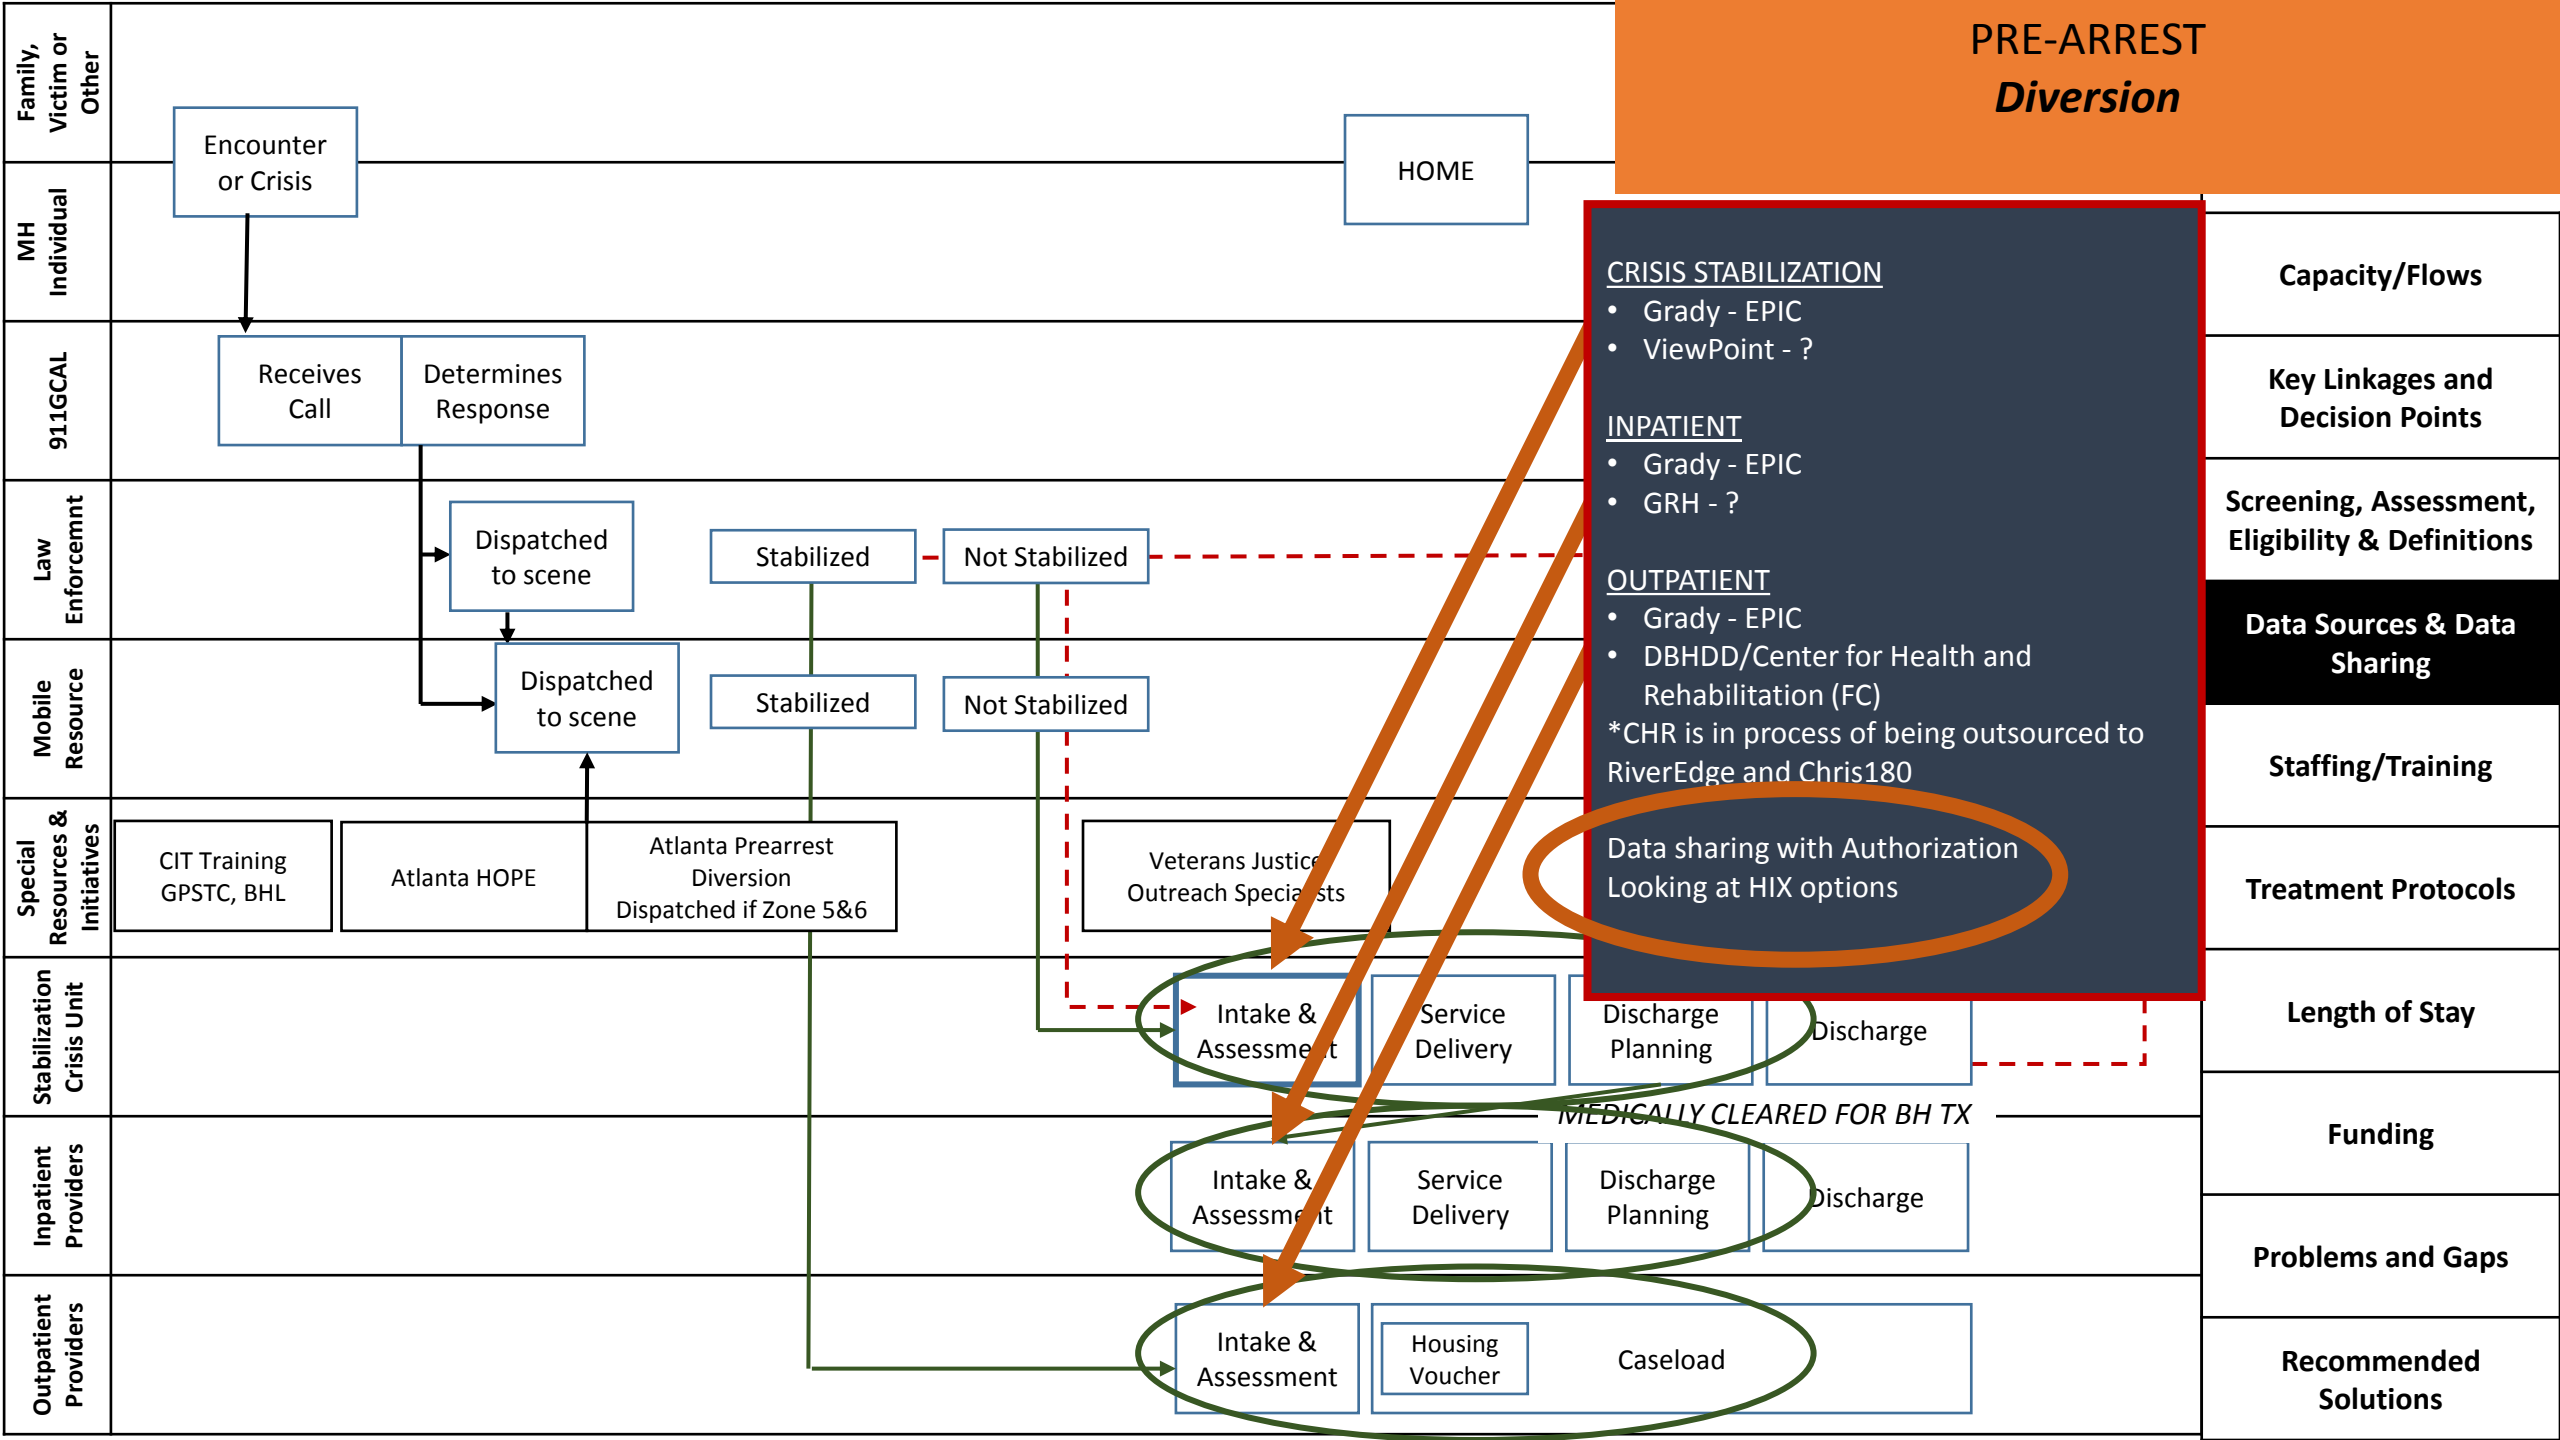 PRE-ARREST
Diversion
Family,
Victim or
Other
MH
Individual
911GCAL
Law
Enforcemnt
Mobile
Resource
Special
Resources &
Initiatives
Stabilization
Crisis Unit
Inpatient
Providers
Outpatient
Providers
Encounter
or Crisis
HOME
Receives
Call
Determines
Response
Dispatched
to scene
Stabilized
Not Stabilized
Dispatched
to scene
Stabilized
Not Stabilized
CIT Training
GPSTC, BHL
Atlanta HOPE
Atlanta Prearrest
Diversion
Dispatched if Zone 5&6
Veterans Justice
Outreach Specialists
Intake &
Assessment
Service
Delivery
Discharge
Planning
Discharge
MEDICALLY CLEARED FOR BH TX
Intake &
Assessment
Service
Delivery
Discharge
Planning
Discharge
Intake &
Assessment
Housing
Voucher
Caseload
CRISIS STABILIZATION
• Grady - EPIC
• ViewPoint - ?
INPATIENT
• Grady - EPIC
• GRH - ?
OUTPATIENT
• Grady - EPIC
• DBHDD/Center for Health and
Rehabilitation (FC)
*CHR is in process of being outsourced to
RiverEdge and Chris180
Data sharing with Authorization
Looking at HIX options
Capacity/Flows
Key Linkages and
Decision Points
Screening, Assessment,
Eligibility & Definitions
Data Sources & Data
Sharing
Staffing/Training
Treatment Protocols
Length of Stay
Funding
Problems and Gaps
Recommended
Solutions